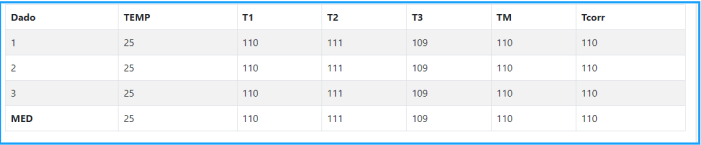 Dado TEMP T1 T2 T3 TM Tcorr
1 25 110 111 109 110 110
2 25 110 111 109 110 110
3 25 110 111 109 110 110
MED 25 110 111 109 110 110